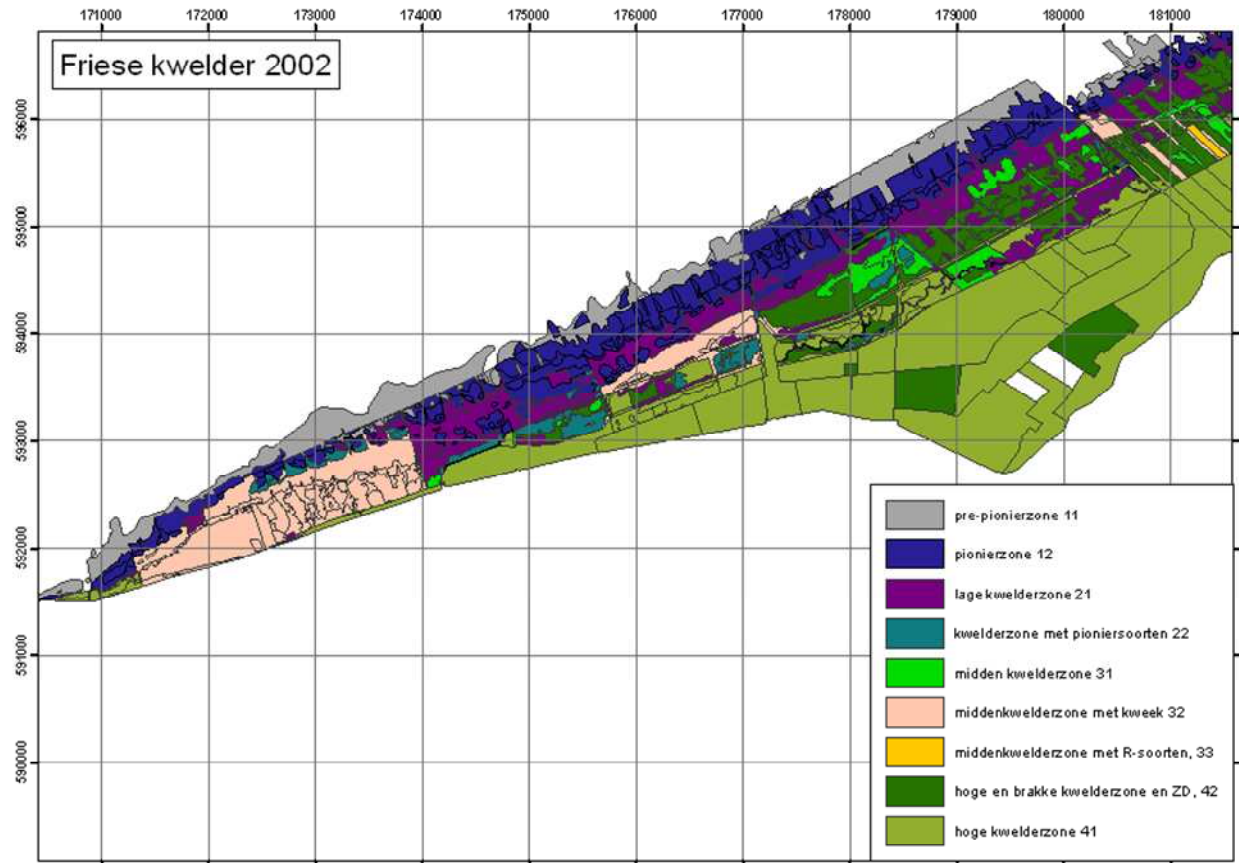 171000 172000 173000 174000 175000 176000 177000 178000 179000 180000 181000
Friese kwelder 2002
596000
595000
594000
593000
592000
591000
590000
pre-pionierzone 11
pionierzone 12
lage kwelderzone 21
kwelderzone met pioniersoorten 22
midden kwelderzone 31
middenkwelderzone met kweek 32
middenkwelderzone met R-soorten, 33
hoge en brakke kwelderzone en ZD, 42
hoge kwelderzone 41